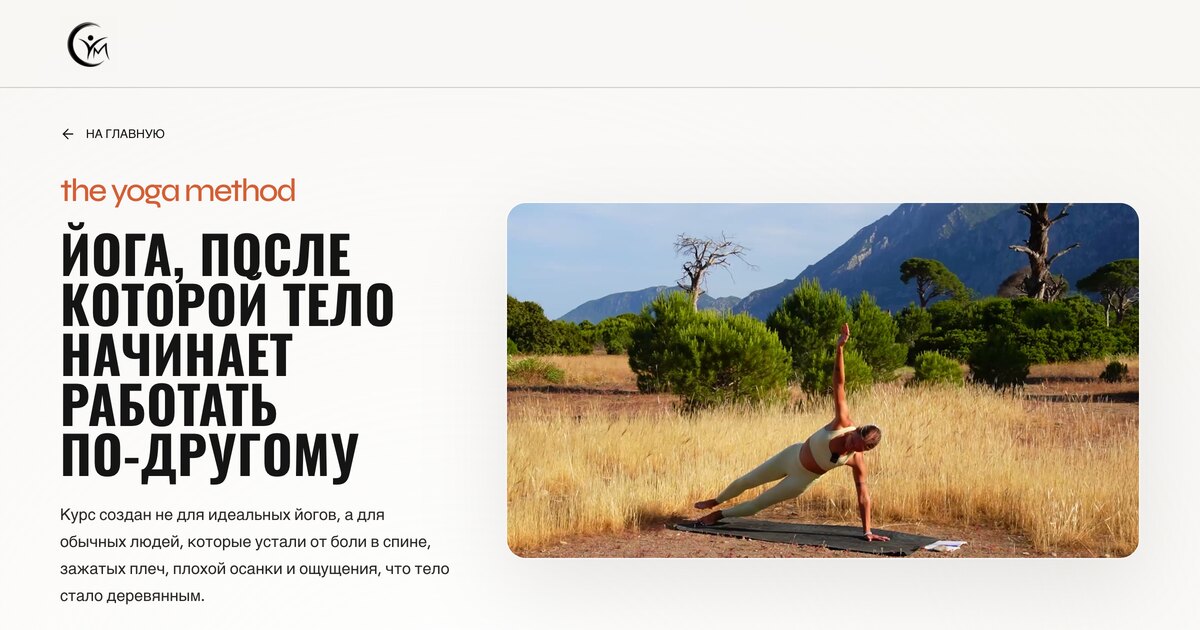 YM
НА ГЛАВНУЮ
the yoga method
ЙОГА, ПОСЛЕ
КОТОРОЙ ТЕЛО
НАЧИНАЕТ
РАБОТАТЬ
ПО-ДРУГОМУ
Курс создан не для идеальных йогов, а для
обычных людей, которые устали от боли в спине,
зажатых плеч, плохой осанки и ощущения, что тело
стало деревянным.